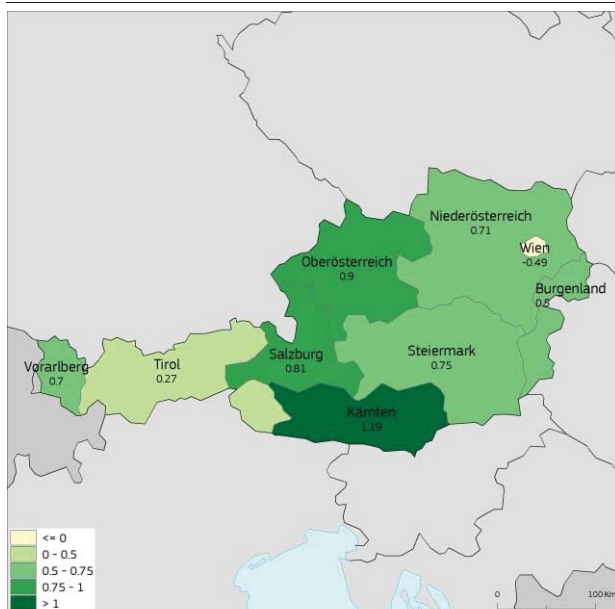 Niederösterreich
0.71
Wien
-0.49
Oberösterreich
0.9
Burgenland
0.5
Vorarlberg
0.7
Tirol
0.27
Salzburg
0.81
Steiermark
0.75
Kärnten
1.19
<= 0
0 - 0.5
0.5 - 0.75
0.75 - 1
> 1
0
100 Km